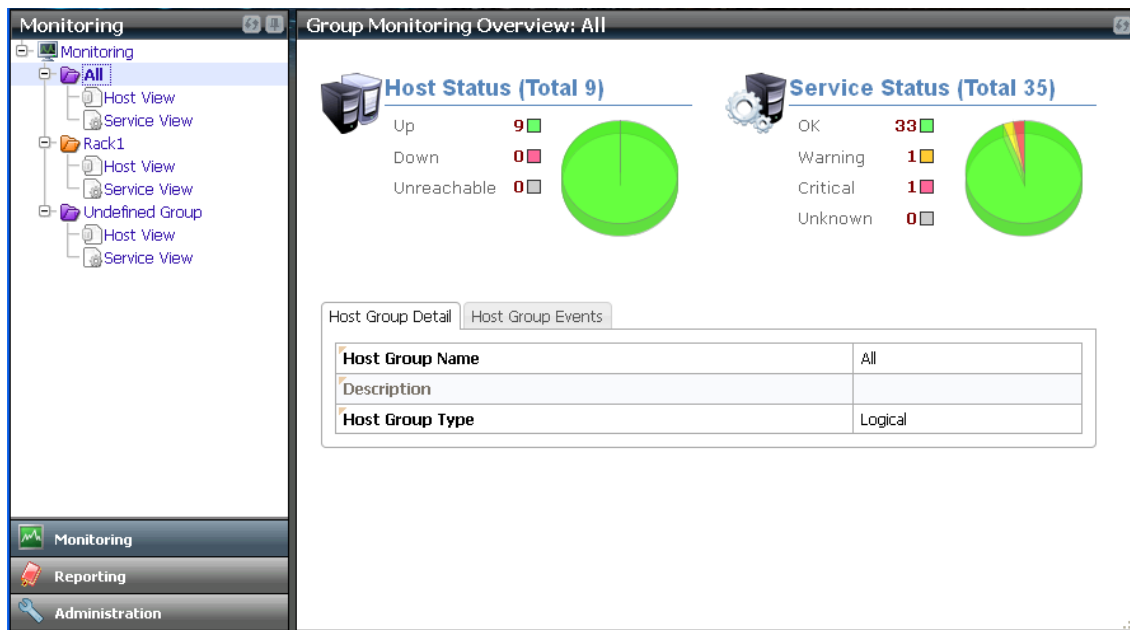 Monitoring
Monitoring
All
Host View
Service View
Rack1
Host View
Service View
Undefined Group
Host View
Service View
Monitoring
Reporting
Administration
Group Monitoring Overview: All
Host Status (Total 9)
Up 9
Down 0
Unreachable 0
Service Status (Total 35)
OK 33
Warning 1
Critical 1
Unknown 0
Host Group Detail Host Group Events
Host Group Name All
Description
Host Group Type Logical